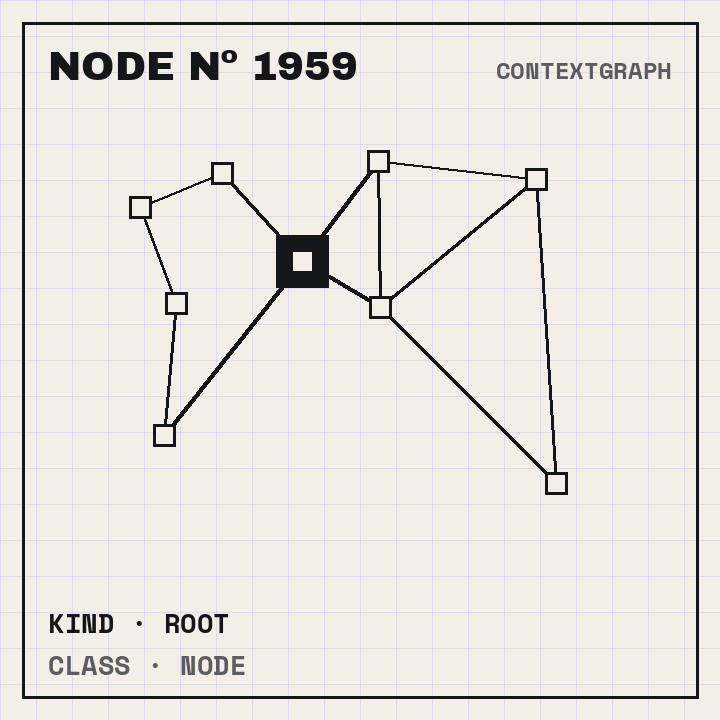 NODE Nº 1959
CONTEXTGRAPH
KIND · ROOT
CLASS · NODE